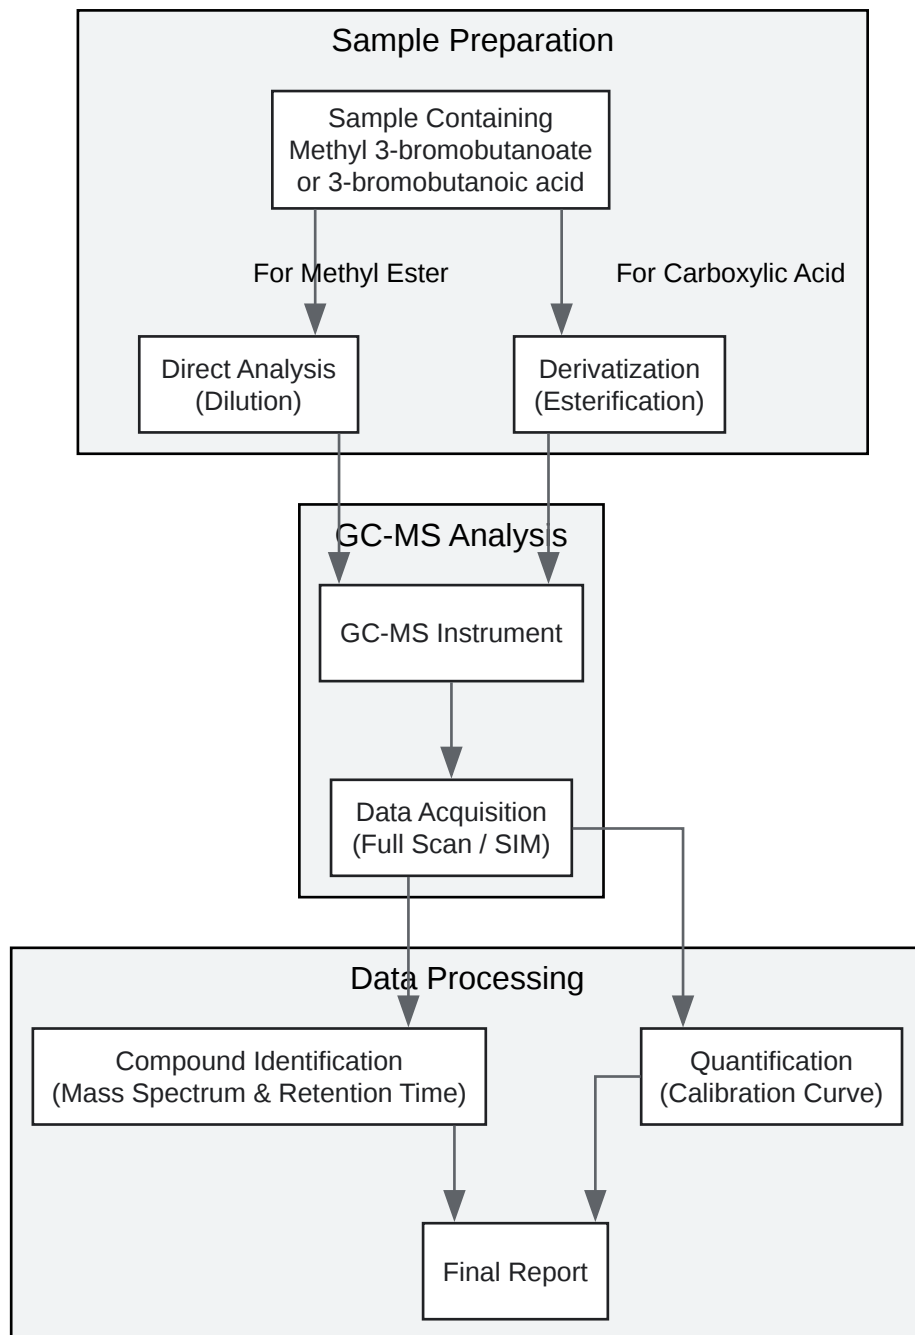 Sample Preparation
Sample Containing
Methyl 3-bromobutanoate
or 3-bromobutanoic acid
For Methyl Ester
For Carboxylic Acid
Direct Analysis
(Dilution)
Derivatization
(Esterification)
GC-MS Analysis
GC-MS Instrument
Data Acquisition
(Full Scan / SIM)
Data Processing
Compound Identification
(Mass Spectrum & Retention Time)
Quantification
(Calibration Curve)
Final Report